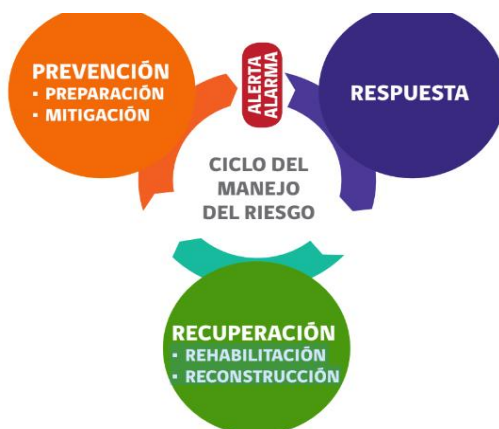 PREVENCIÓN
▪ PREPARACIÓN
▪ MITIGACIÓN
ALERTA
ALARMA
RESPUESTA
CICLO DEL
MANEJO
DEL RIESGO
RECUPERACIÓN
▪ REHABILITACIÓN
▪ RECONSTRUCCIÓN